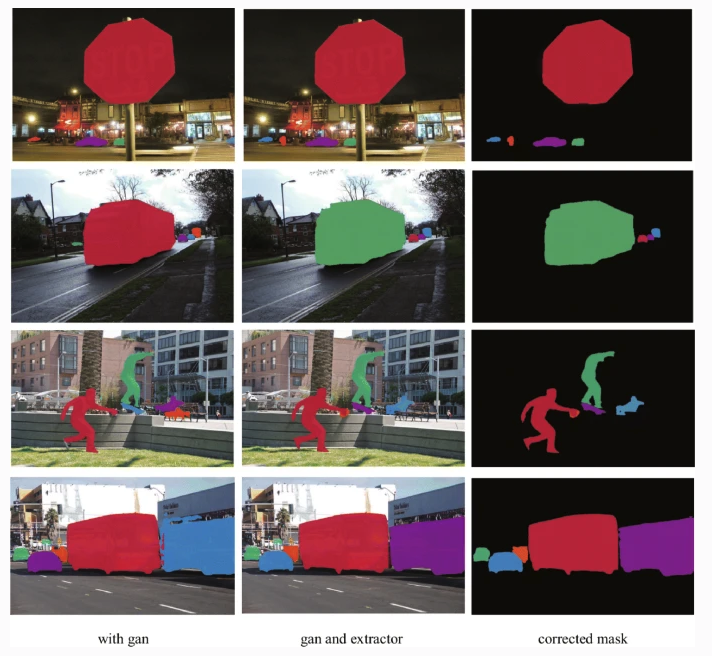 STOP
STOP
with gan
gan and extractor
corrected mask